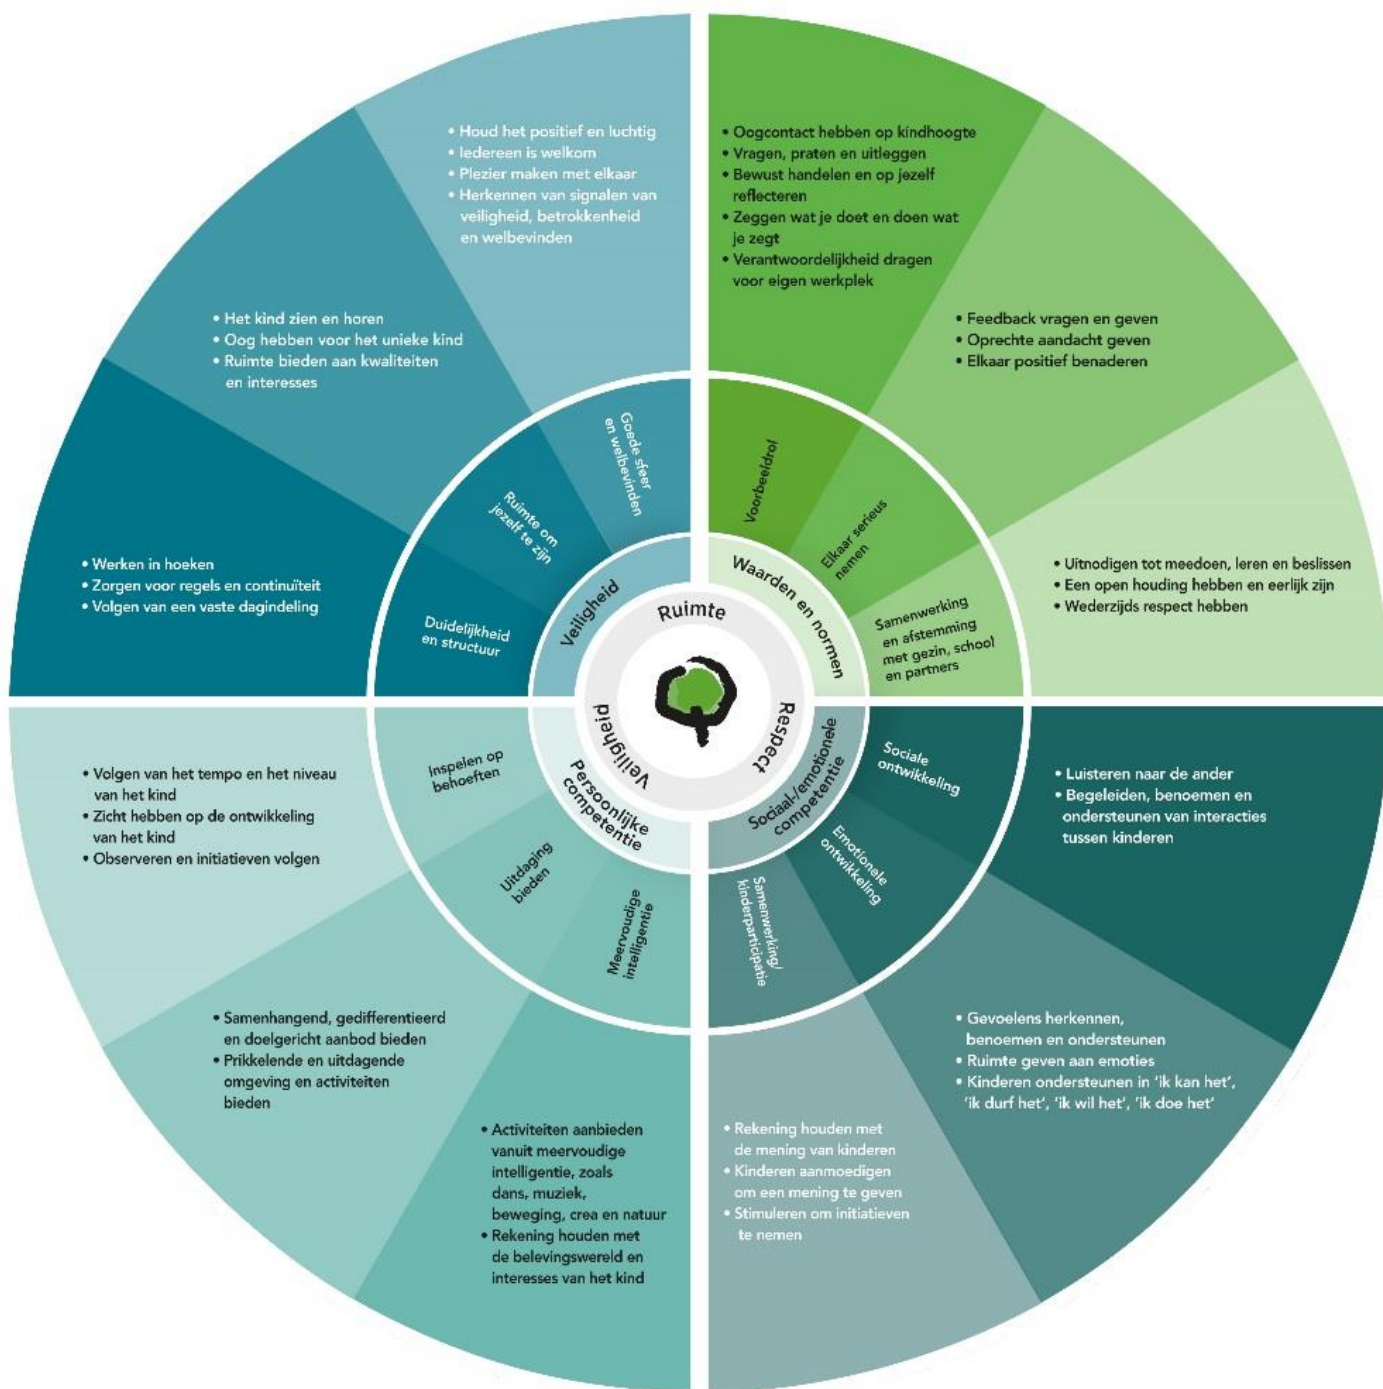 • Houd het positief en luchtig
• Iedereen is welkom
• Plezier maken met elkaar
• Herkennen van signalen van
veiligheid, betrokkenheid
en welbevinden
• Het kind zien en horen
• Oog hebben voor het unieke kind
• Ruimte bieden aan kwaliteiten
en interesses
• Werken in hoeken
• Zorgen voor regels en continuïteit
• Volgen van een vaste dagindeling
Goede sfeer
en welbevinden
Ruimte om
jezelf te zijn
Duidelijkheid
en structuur
Veiligheid
• Oogcontact hebben op kindhoogte
• Vragen, praten en uitleggen
• Bewust handelen en op jezelf
reflecteren
• Zeggen wat je doet en doen wat
je zegt
• Verantwoordelijkheid dragen
voor eigen werkplek
• Feedback vragen en geven
• Oprechte aandacht geven
• Elkaar positief benaderen
• Uitnodigen tot meedoen, leren en beslissen
• Een open houding hebben en eerlijk zijn
• Wederzijds respect hebben
Voorbeeldrol
Elkaar serieus
nemen
Samenwerking
en afstemming
met gezin, school
en partners
Waarden en normen
Ruimte
Respect
Veiligheid
Sociaal-/emotionele
competentie
Sociale
ontwikkeling
Emotionele
ontwikkeling
Samenwerking/
kinderparticipatie
• Luisteren naar de ander
• Begeleiden, benoemen en
ondersteunen van interacties
tussen kinderen
• Gevoelens herkennen,
benoemen en ondersteunen
• Ruimte geven aan emoties
• Kinderen ondersteunen in ‘ik kan het’,
‘ik durf het’, ‘ik wil het’, ‘ik doe het’
• Rekening houden met
de mening van kinderen
• Kinderen aanmoedigen
om een mening te geven
• Stimuleren om initiatieven
te nemen
Persoonlijke
competentie
Inspelen op
behoeften
Uitdaging
bieden
Meervoudige
intelligentie
• Volgen van het tempo en het niveau
van het kind
• Zicht hebben op de ontwikkeling
van het kind
• Observeren en initiatieven volgen
• Samenhangend, gedifferentieerd
en doelgericht aanbod bieden
• Prikkelende en uitdagende
omgeving en activiteiten
bieden
• Activiteiten aanbieden
vanuit meervoudige
intelligentie, zoals
dans, muziek,
beweging, crea en natuur
• Rekening houden met
de belevingswereld en
interesses van het kind